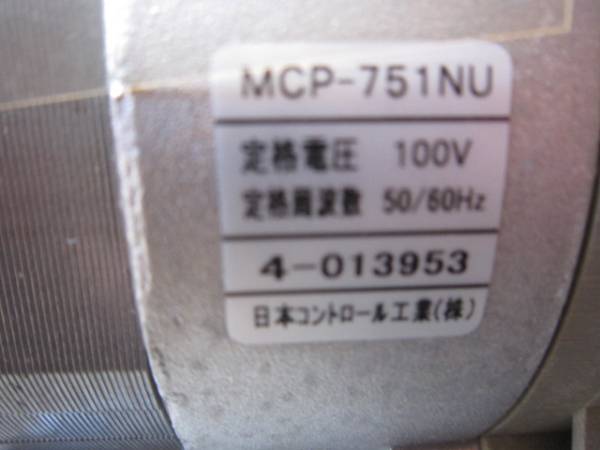 MCP-751NU
定格電圧 100V
定格周波数 50/60Hz
4-013953
日本コントロール工業(株)